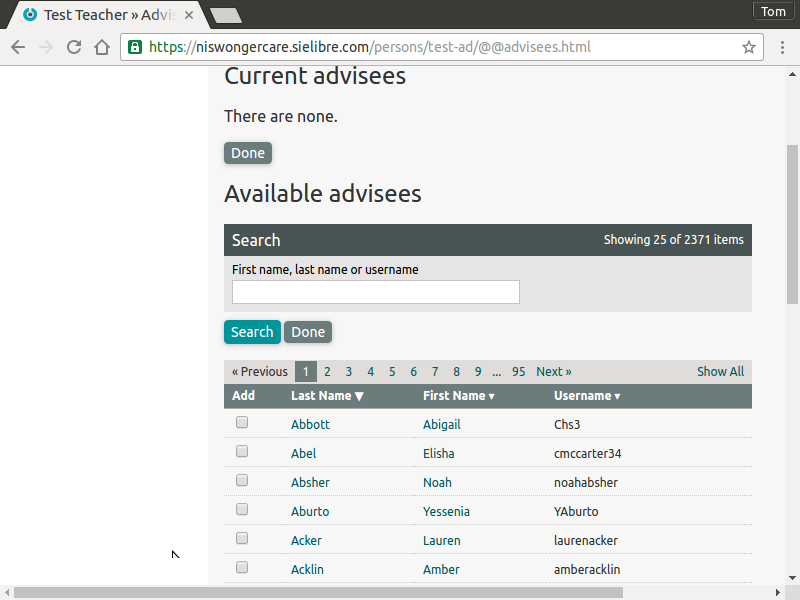 Test Teacher » Advis
Tom
https://niswongercare.sielibre.com/persons/test-ad/@@advisees.html
Current advisees
There are none.
Done
Available advisees
Search Showing 25 of 2371 items
First name, last name or username
Search Done
« Previous 1 2 3 4 5 6 7 8 9 ... 95 Next » Show All
Add Last Name ▼ First Name ▾ Username ▾
Abbott Abigail Chs3
Abel Elisha cmccarter34
Absher Noah noahabsher
Aburto Yessenia YAburto
Acker Lauren laurenacker
Acklin Amber amberacklin